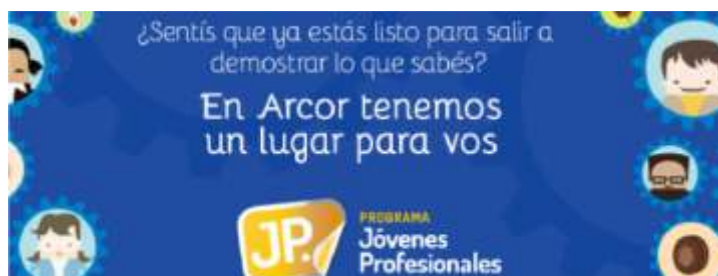 ¿Sentís que ya estás listo para salir a
demostrar lo que sabés?
En Arcor tenemos
un lugar para vos
JP.
PROGRAMA
Jóvenes
Profesionales